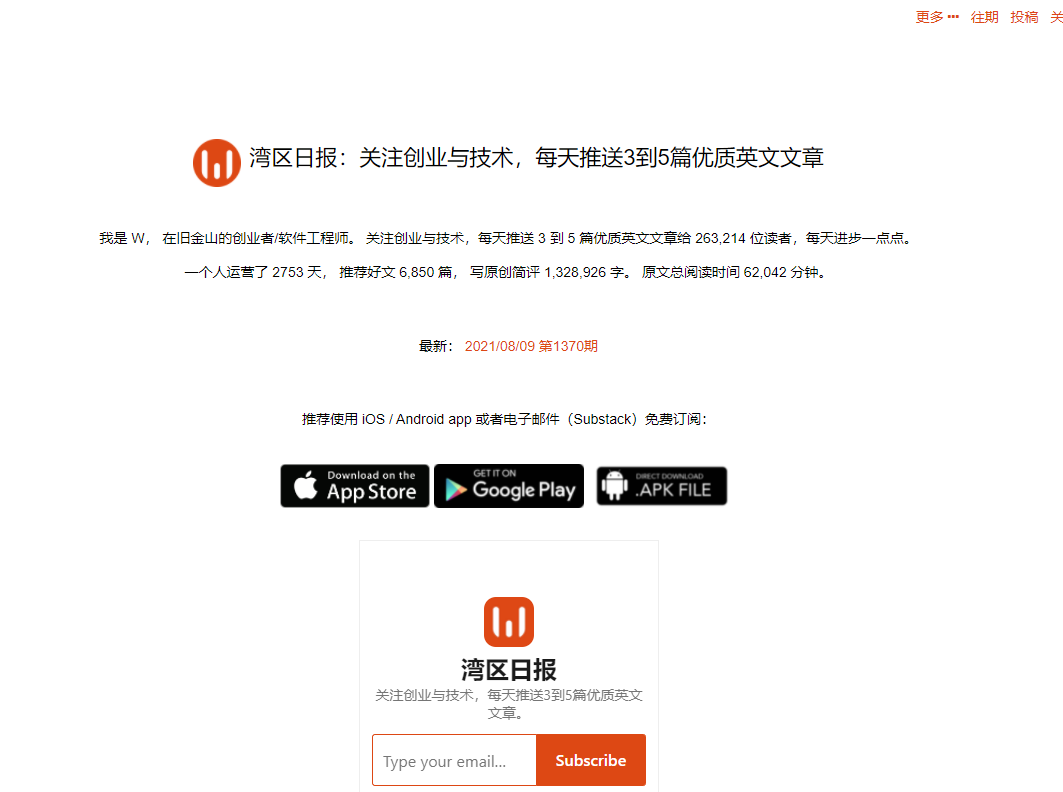 更多 ··· 往期 投稿 关
湾区日报：关注创业与技术，每天推送3到5篇优质英文文章
我是 W， 在旧金山的创业者/软件工程师。 关注创业与技术，每天推送 3 到 5 篇优质英文文章给 263,214 位读者，每天进步一点点。
一个人运营了 2753 天， 推荐好文 6,850 篇， 写原创简评 1,328,926 字。 原文总阅读时间 62,042 分钟。
最新： 2021/08/09 第1370期
推荐使用 iOS / Android app 或者电子邮件（Substack）免费订阅：
Download on the
App Store
GET IT ON
Google Play
DIRECT DOWNLOAD
.APK FILE
湾区日报
关注创业与技术，每天推送3到5篇优质英文
文章。
Type your email...
Subscribe